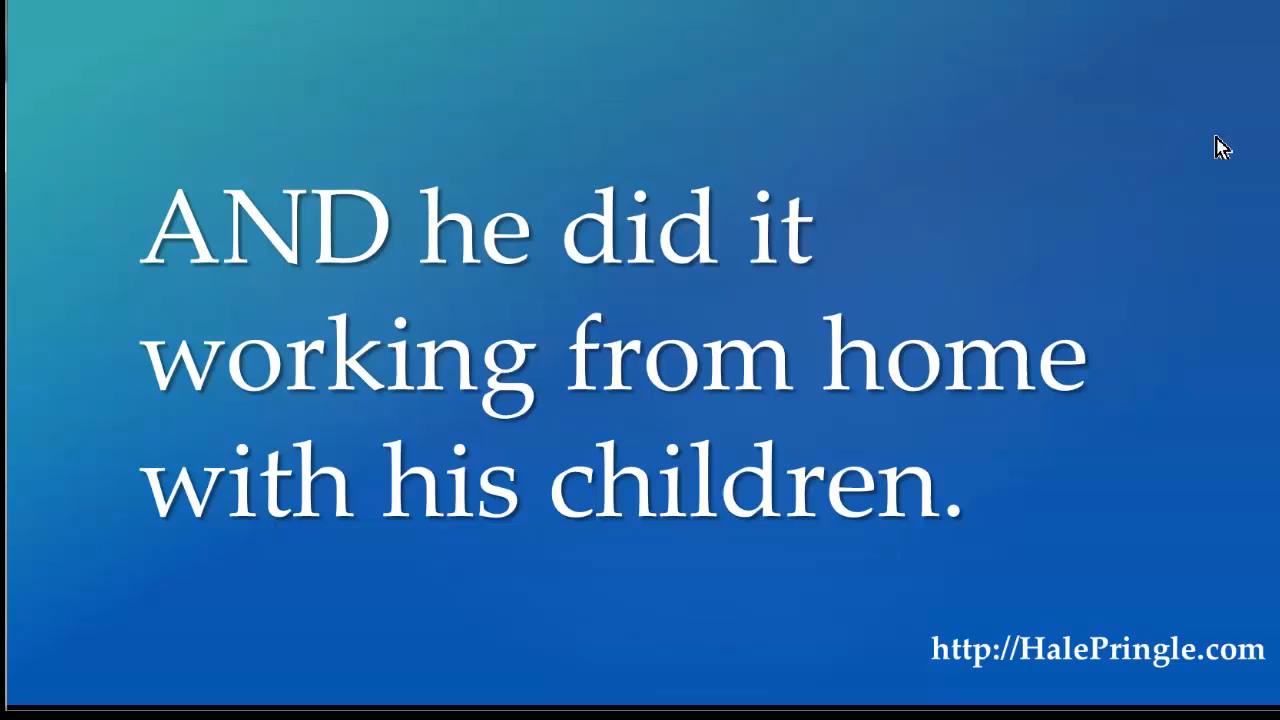 AND he did it
working from home
with his children.
http://HalePringle.com